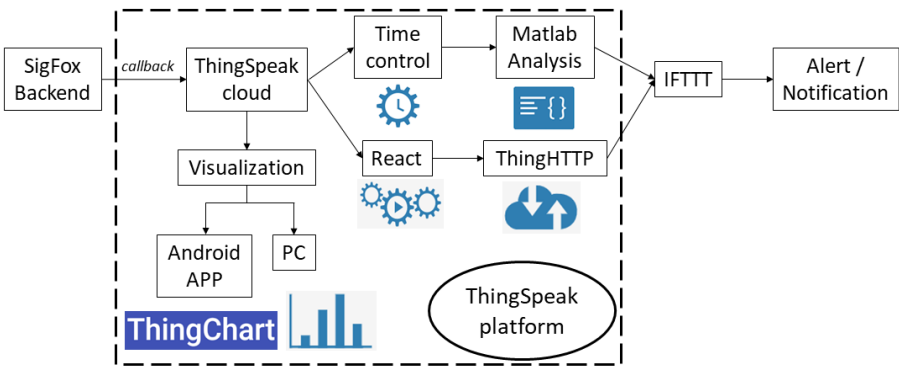 SigFox
Backend
callback
ThingSpeak
cloud
Time
control
Matlab
Analysis
IFTTT
Alert /
Notification
React
ThingHTTP
Visualization
Android
APP
PC
ThingChart
ThingSpeak
platform